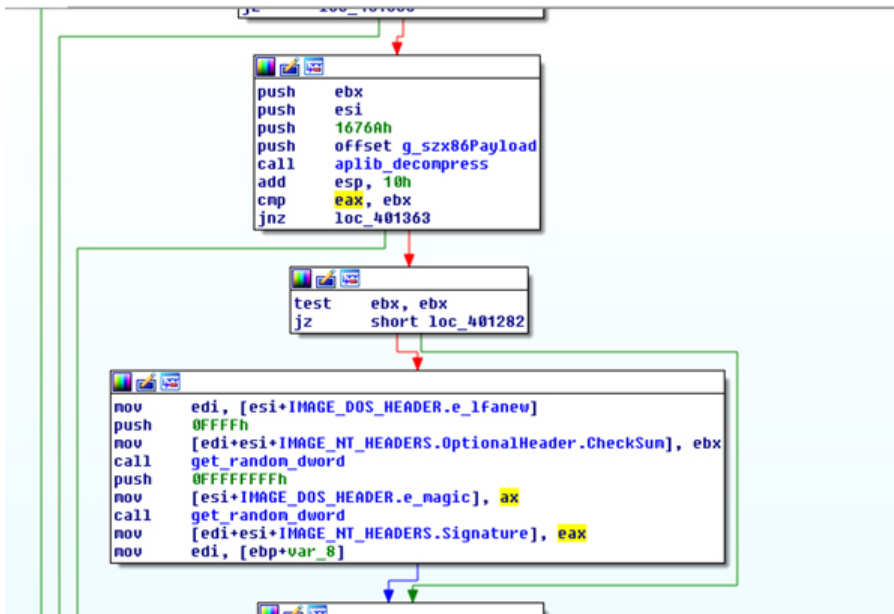 push ebx
push esi
push 1676Ah
push offset g_szx86Payload
call aplib_decompress
add esp, 10h
cmp eax, ebx
jnz loc_401363
test ebx, ebx
jz short loc_401282
mov edi, [esi+IMAGE_DOS_HEADER.e_lfanew]
push 0FFFFh
mov [edi+esi+IMAGE_NT_HEADERS.OptionalHeader.CheckSum], ebx
call get_random_dword
push 0FFFFFFFFh
mov [esi+IMAGE_DOS_HEADER.e_magic], ax
call get_random_dword
mov [edi+esi+IMAGE_NT_HEADERS.Signature], eax
mov edi, [ebp+var_8]